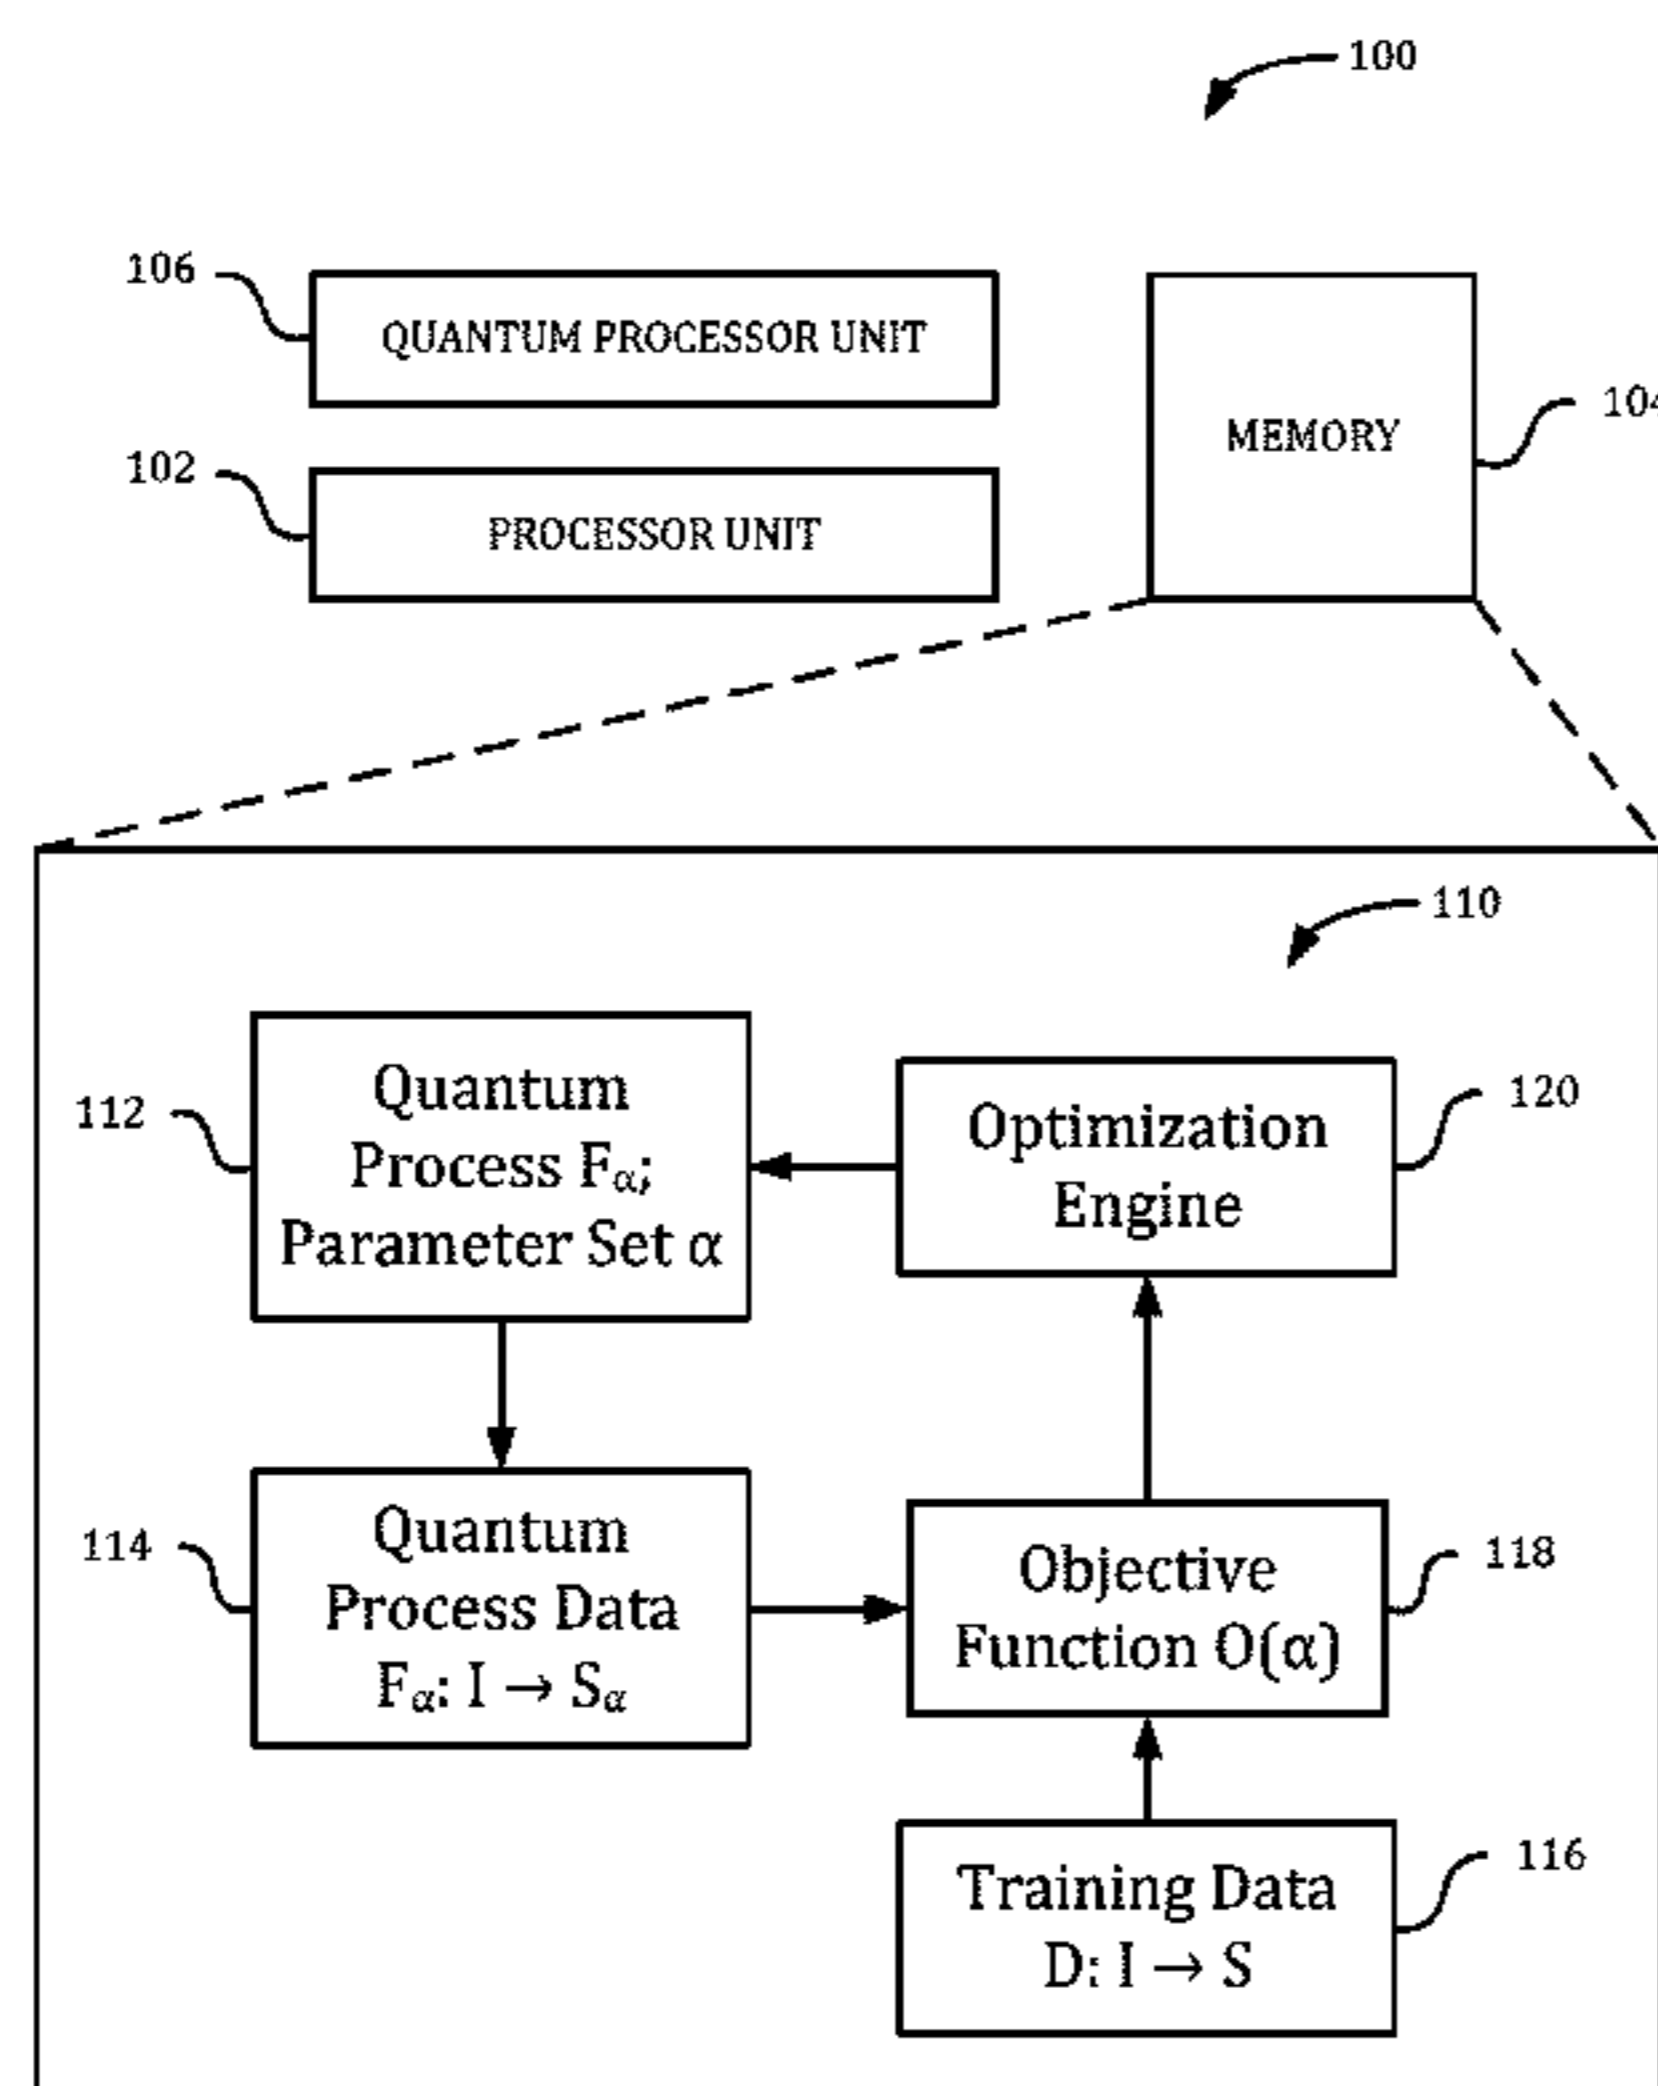 100
106
QUANTUM PROCESSOR UNIT
102
PROCESSOR UNIT
MEMORY
104
110
112
Quantum
Process Fα;
Parameter Set α
Optimization
Engine
120
114
Quantum
Process Data
Fα: I → Sα
Objective
Function O(α)
118
Training Data
D: I → S
116